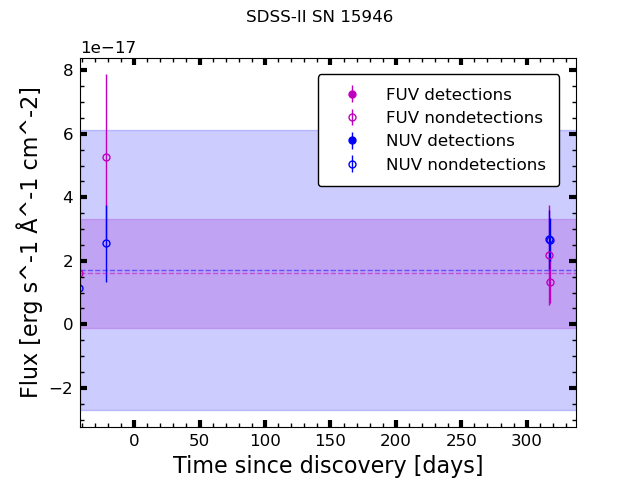 SDSS-II SN 15946
1e−17
8
6
4
2
0
−2
Flux [erg s^-1 Å^-1 cm^-2]
FUV detections
FUV nondetections
NUV detections
NUV nondetections
0 50 100 150 200 250 300
Time since discovery [days]